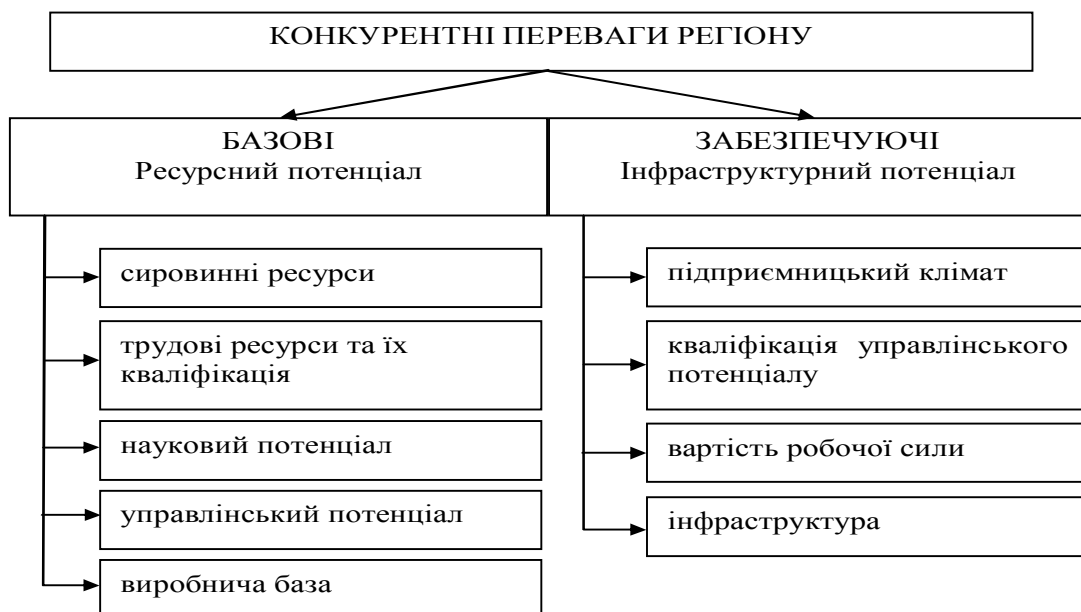 КОНКУРЕНТНІ ПЕРЕВАГИ РЕГІОНУ
БАЗОВІ
Ресурсний потенціал
сировинні ресурси
трудові ресурси та їх
кваліфікація
науковий потенціал
управлінський потенціал
виробнича база
ЗАБЕЗПЕЧУЮЧІ
Інфраструктурний потенціал
підприємницький клімат
кваліфікація управлінського
потенціалу
вартість робочої сили
інфраструктура